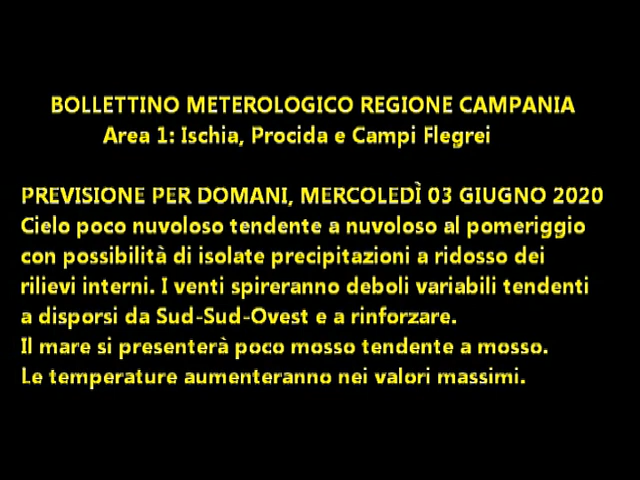 BOLLETTINO METEROLOGICO REGIONE CAMPANIA
Area 1: Ischia, Procida e Campi Flegrei
PREVISIONE PER DOMANI, MERCOLEDÌ 03 GIUGNO 2020
Cielo poco nuvoloso tendente a nuvoloso al pomeriggio
con possibilità di isolate precipitazioni a ridosso dei
rilievi interni. I venti spireranno deboli variabili tendenti
a disporsi da Sud-Sud-Ovest e a rinforzare.
Il mare si presenterà poco mosso tendente a mosso.
Le temperature aumenteranno nei valori massimi.